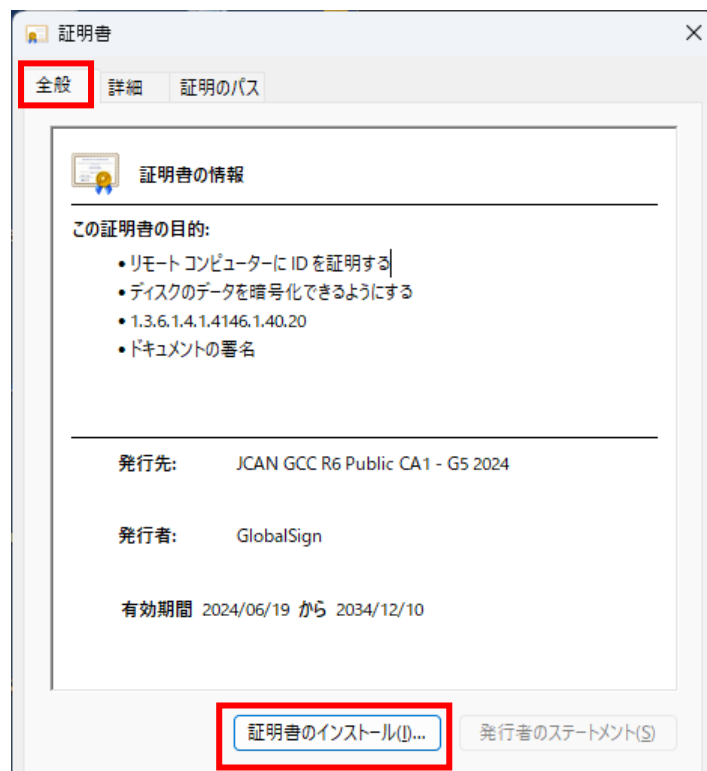 証明書
全般 詳細 証明のパス
証明書の情報
この証明書の目的:
• リモート コンピューターに ID を証明する
• ディスクのデータを暗号化できるようにする
• 1.3.6.1.4.1.4146.1.40.20
• ドキュメントの署名
発行先: JCAN GCC R6 Public CA1 - G5 2024
発行者: GlobalSign
有効期間 2024/06/19 から 2034/12/10
証明書のインストール(I)... 発行者のステートメント(S)